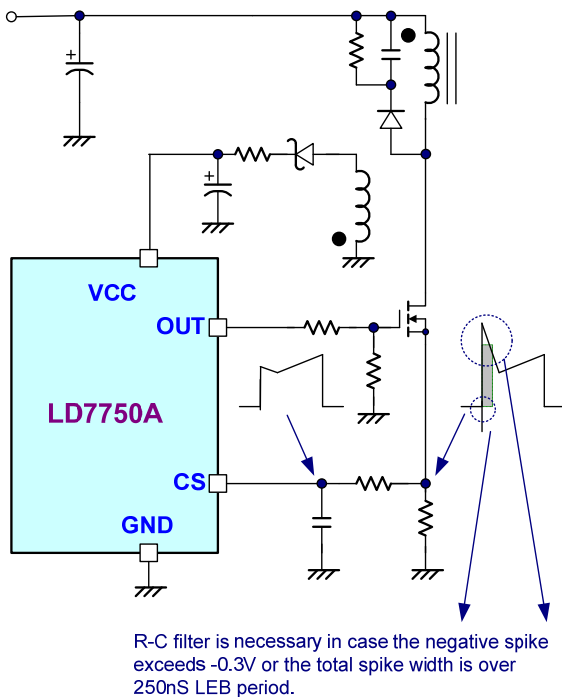 +
+
VCC
OUT
LD7750A
CS
GND
R-C filter is necessary in case the negative spike
exceeds -0.3V or the total spike width is over
250nS LEB period.